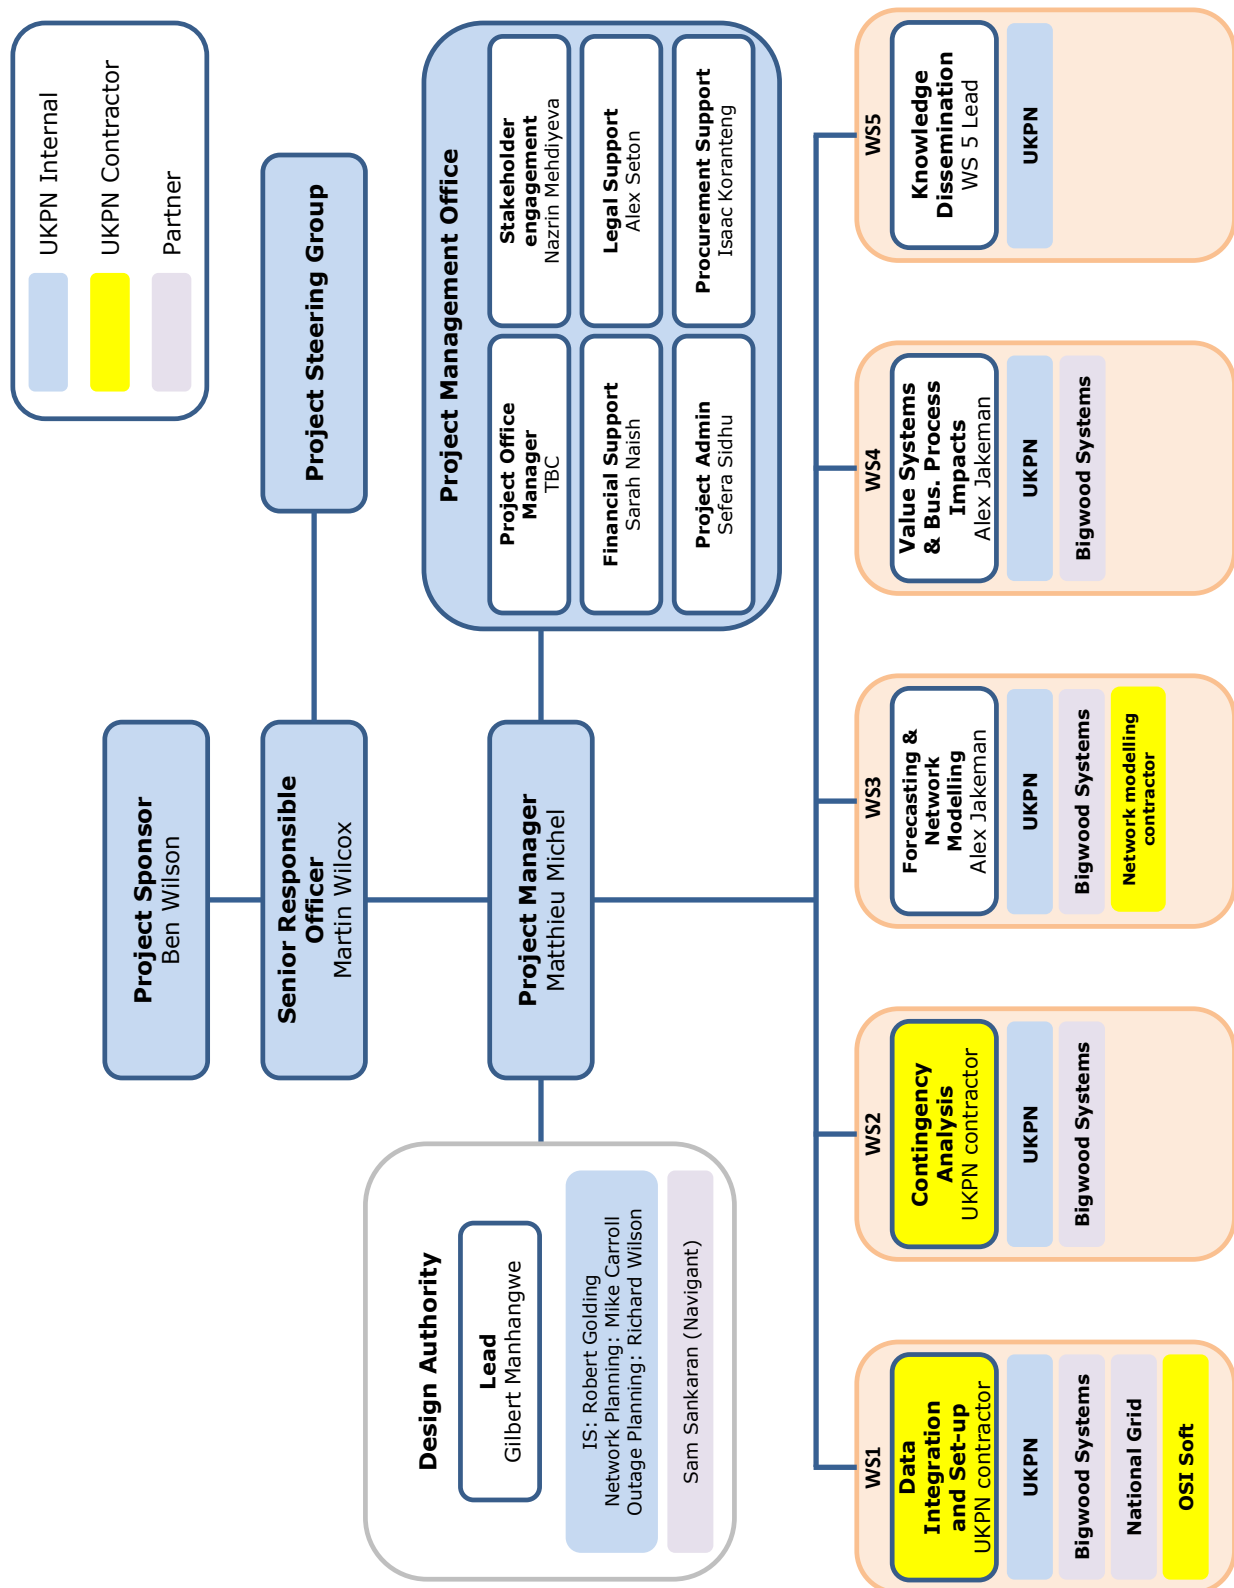 Project Sponsor
Ben Wilson
UKPN Internal
UKPN Contractor
Partner
Senior Responsible
Officer
Martin Wilcox
Project Steering Group
Design Authority
Lead
Gilbert Manhangwe
IS: Robert Golding
Network Planning: Mike Carroll
Outage Planning: Richard Wilson
Sam Sankaran (Navigant)
Project Manager
Matthieu Michel
Project Management Office
Project Office
Manager
TBC
Stakeholder
engagement
Nazrin Mehdiyeva
Financial Support
Sarah Naish
Legal Support
Alex Seton
Project Admin
Sefera Sidhu
Procurement Support
Isaac Koranteng
WS1
Data
Integration
and Set-up
UKPN contractor
UKPN
Bigwood Systems
National Grid
OSI Soft
WS2
Contingency
Analysis
UKPN contractor
UKPN
Bigwood Systems
WS3
Forecasting &
Network
Modelling
Alex Jakeman
UKPN
Bigwood Systems
Network modelling
contractor
WS4
Value Systems
& Bus. Process
Impacts
Alex Jakeman
UKPN
Bigwood Systems
WS5
Knowledge
Dissemination
WS 5 Lead
UKPN